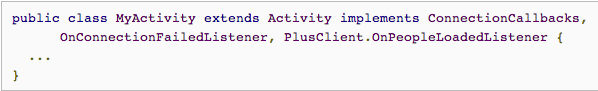 public class MyActivity extends Activity implements ConnectionCallbacks,
OnConnectionFailedListener, PlusClient.OnPeopleLoadedListener {
...
}